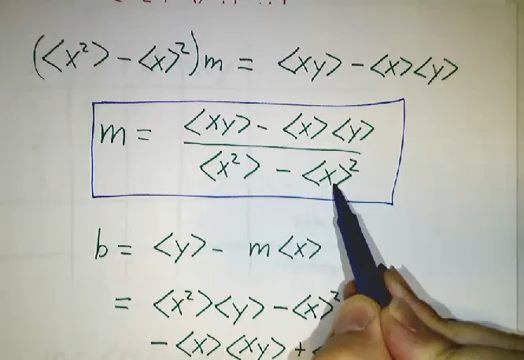 (<x²> - <x>²)m = <xy> - <x><y>
m = (<xy> - <x><y>) / (<x²> - <x>²)
b = <y> - m<x>
= <x²><y> - <x>²
- <x><xy> +